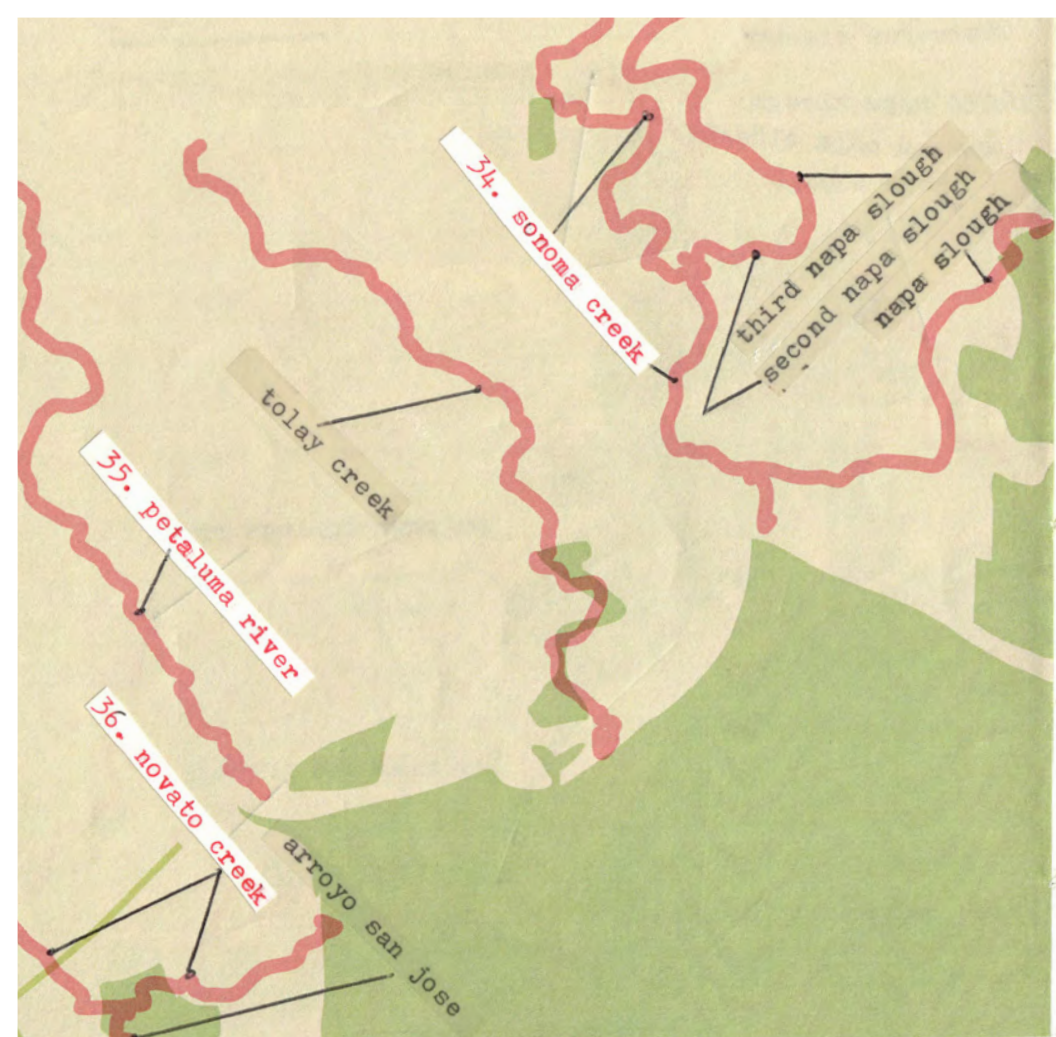 34. sonoma creek
third napa slough
second napa slough
napa slough
tolay creek
35. petaluma river
36. novato creek
arroyo san jose